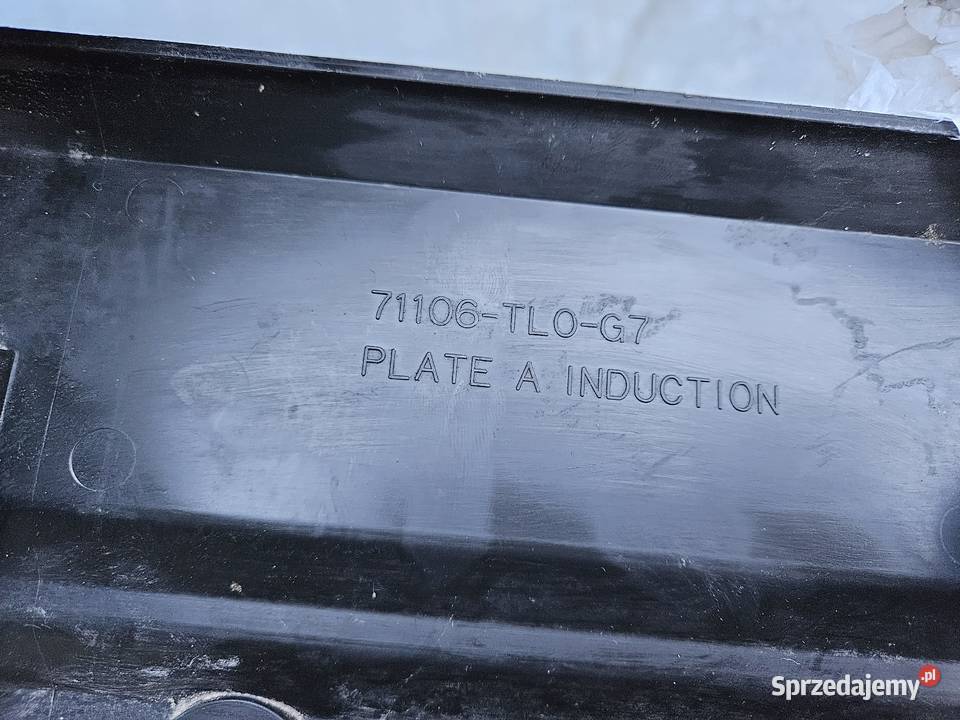 71106-TL0-G7
PLATE A INDUCTION
Sprzedajemy.pl